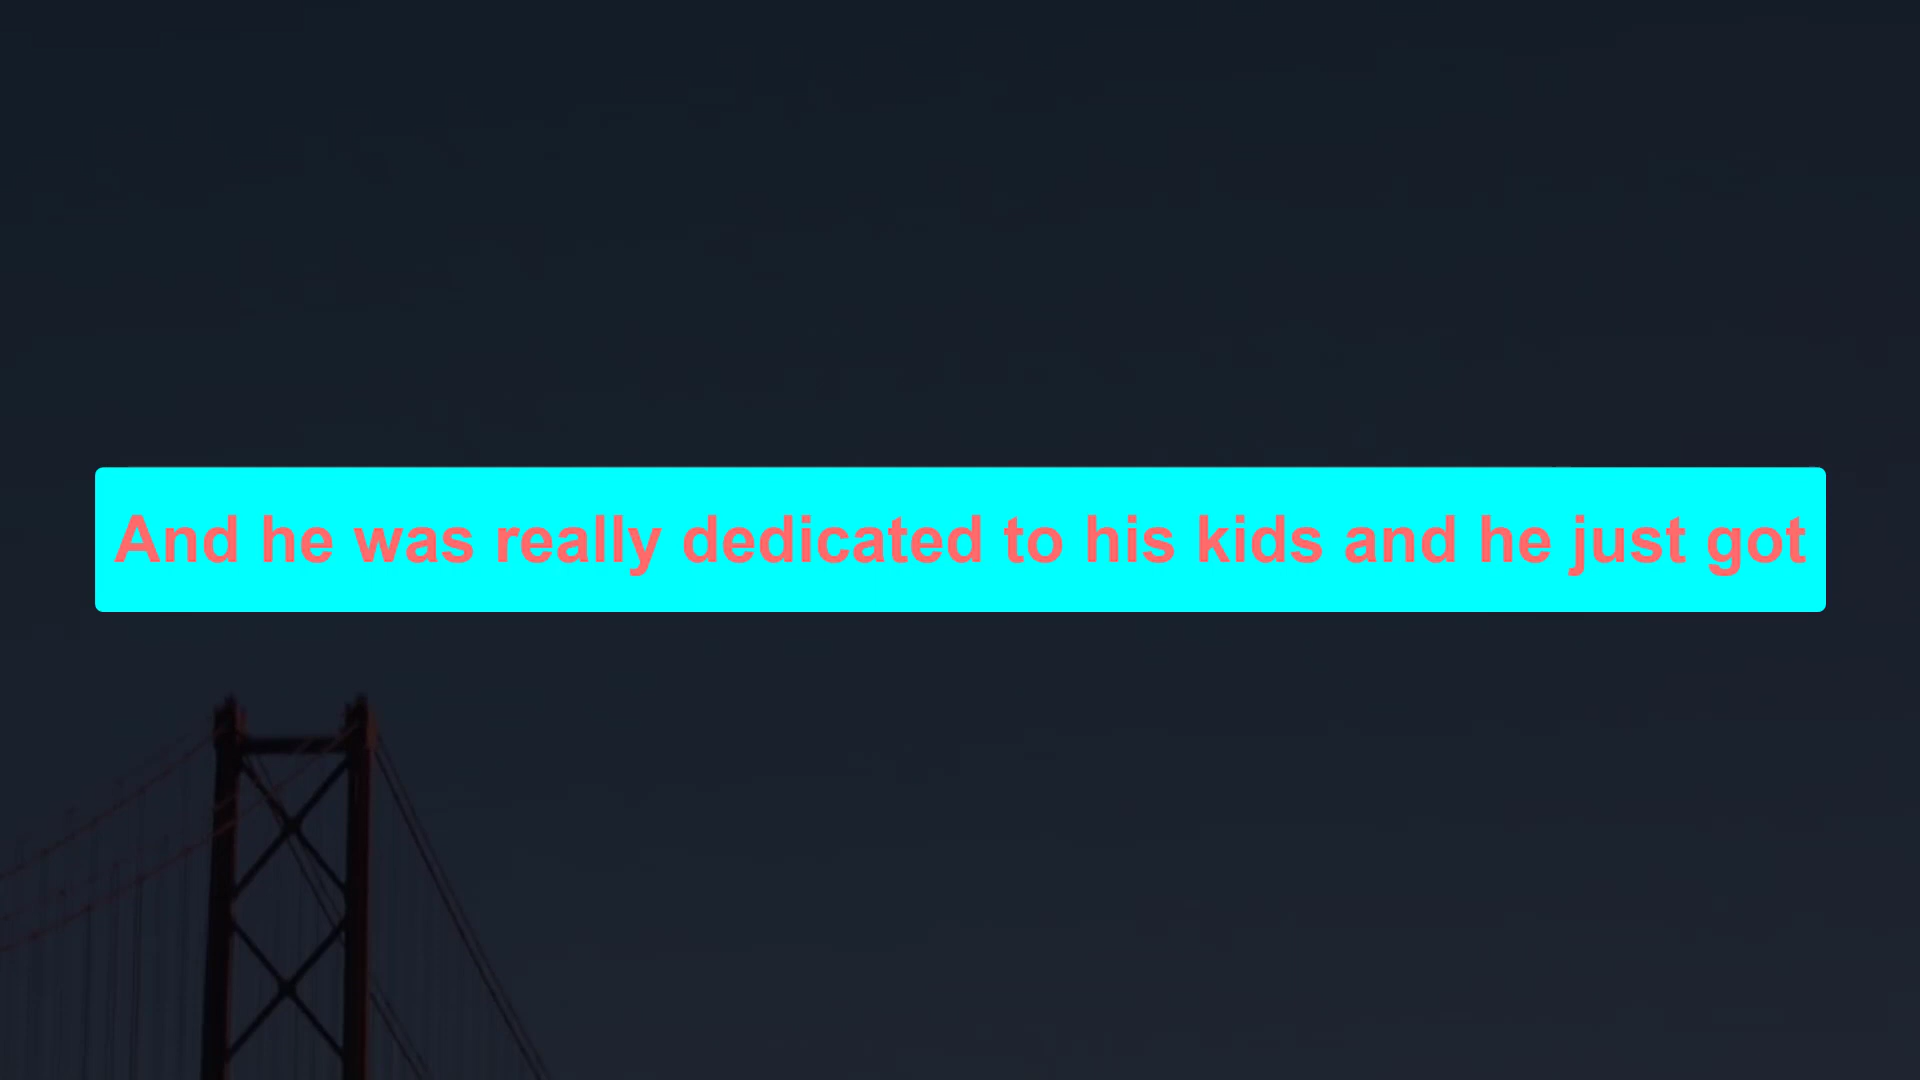 And he was really dedicated to his kids and he just got